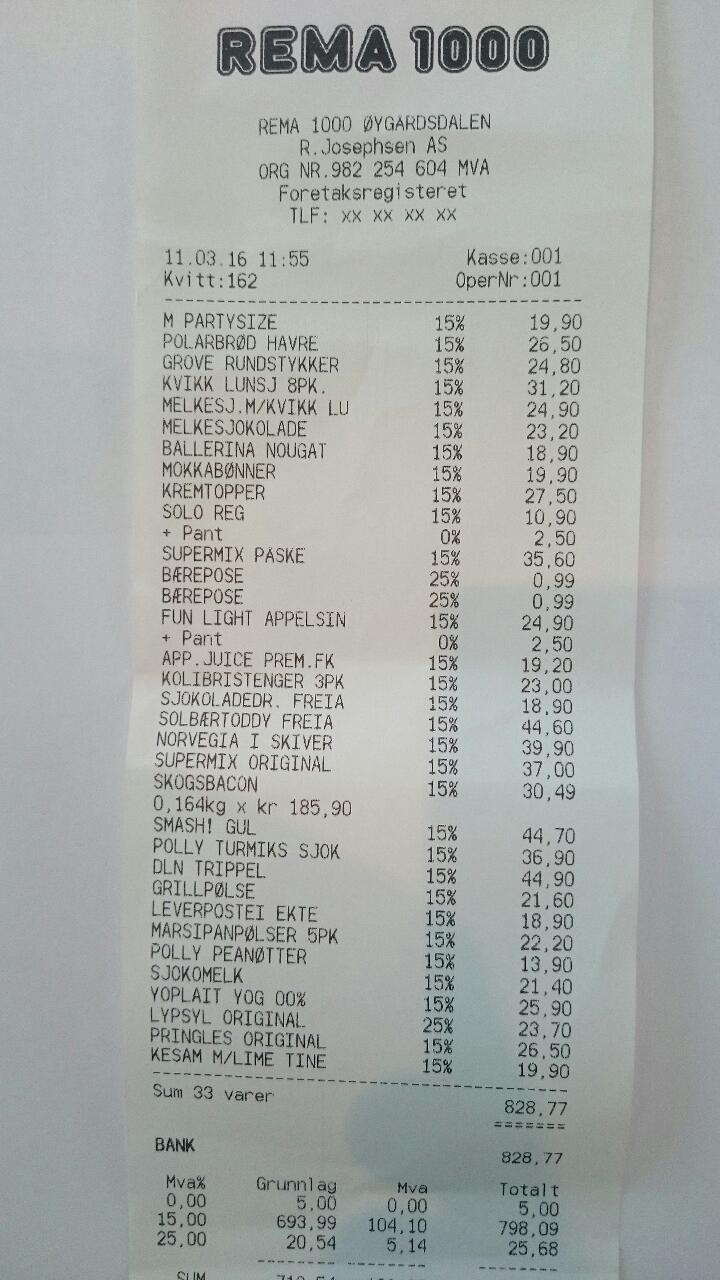 REMA 1000
REMA 1000 ØYGARDSDALEN
R.Josephsen AS
ORG NR.982 254 604 MVA
Foretaksregisteret
TLF: xx xx xx xx
11.03.16 11:55 Kasse:001
Kvitt:162 OperNr:001
M PARTYSIZE 15% 19,90
POLARBRØD HAVRE 15% 26,50
GROVE RUNDSTYKKER 15% 24,80
KVIKK LUNSJ 8PK. 15% 31,20
MELKESJ.M/KVIKK LU 15% 24,90
MELKESJOKOLADE 15% 23,20
BALLERINA NOUGAT 15% 18,90
MOKKABØNNER 15% 19,90
KREMTOPPER 15% 27,50
SOLO REG 15% 10,90
+ Pant 0% 2,50
SUPERMIX PÅSKE 15% 35,60
BÆREPOSE 25% 0,99
BÆREPOSE 25% 0,99
FUN LIGHT APPELSIN 15% 24,90
+ Pant 0% 2,50
APP.JUICE PREM.FK 15% 19,20
KOLIBRISTENGER 3PK 15% 23,00
SJOKOLADEDR. FREIA 15% 18,90
SOLBÆRTODDY FREIA 15% 44,60
NORVEGIA I SKIVER 15% 39,90
SUPERMIX ORIGINAL 15% 37,00
SKOGSBACON 15% 30,49
0,164kg x kr 185,90
SMASH! GUL 15% 44,70
POLLY TURMIKS SJOK 15% 36,90
DLN TRIPPEL 15% 44,90
GRILLPØLSE 15% 21,60
LEVERPOSTEI EKTE 15% 18,90
MARSIPANPØLSER 5PK 15% 22,20
POLLY PEANØTTER 15% 13,90
SJOKOMELK 15% 21,40
YOPLAIT YOG 00% 15% 25,90
LYPSYL ORIGINAL 25% 23,70
PRINGLES ORIGINAL 15% 26,50
KESAM M/LIME TINE 15% 19,90
Sum 33 varer 828,77
BANK 828,77
Mva% Grunnlag Mva Totalt
0,00 5,00 0,00 5,00
15,00 693,99 104,10 798,09
25,00 20,54 5,14 25,68
SUM